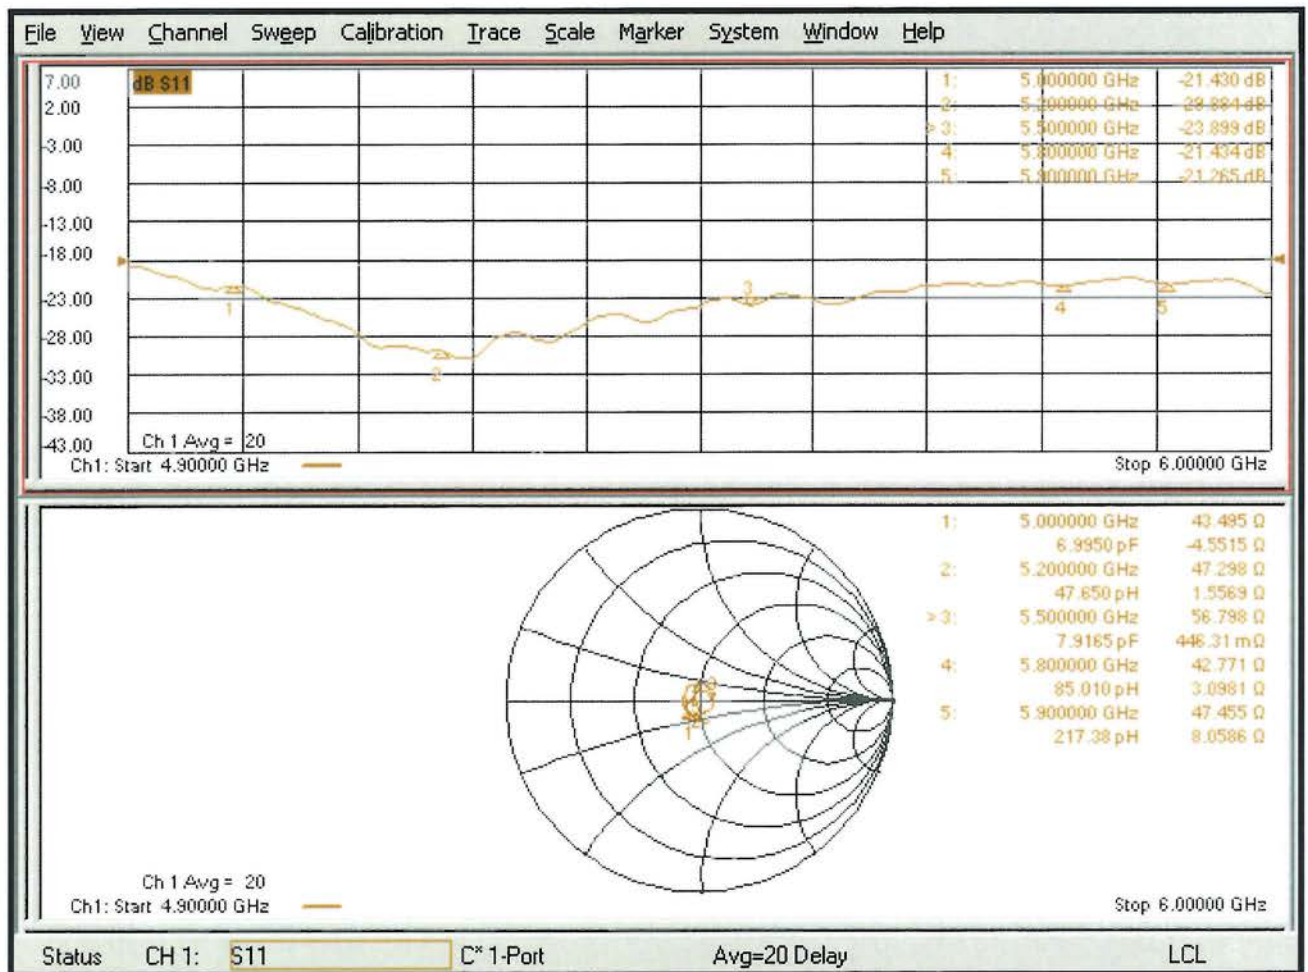 File View Channel Sweep Calibration Trace Scale Marker System Window Help
7.00
2.00
-3.00
-8.00
-13.00
-18.00
-23.00
-28.00
-33.00
-38.00
-43.00
dB S11
1: 5.000000 GHz -21.430 dB
2: 5.200000 GHz -29.884 dB
> 3: 5.500000 GHz -23.899 dB
4: 5.800000 GHz -21.434 dB
5: 5.900000 GHz -21.265 dB
1
2
3
4
5
Ch 1 Avg = 20
Ch1: Start 4.90000 GHz
Stop 6.00000 GHz
1: 5.000000 GHz 43.495 Ω
6.9950 pF -4.5515 Ω
2: 5.200000 GHz 47.298 Ω
47.650 pH 1.5569 Ω
> 3: 5.500000 GHz 56.798 Ω
7.9165 pF 446.31 mΩ
4: 5.800000 GHz 42.771 Ω
85.010 pH 3.0981 Ω
5: 5.900000 GHz 47.455 Ω
217.38 pH 8.0586 Ω
1
Ch 1 Avg = 20
Ch1: Start 4.90000 GHz
Stop 6.00000 GHz
Status CH 1: S11 C* 1-Port Avg=20 Delay LCL